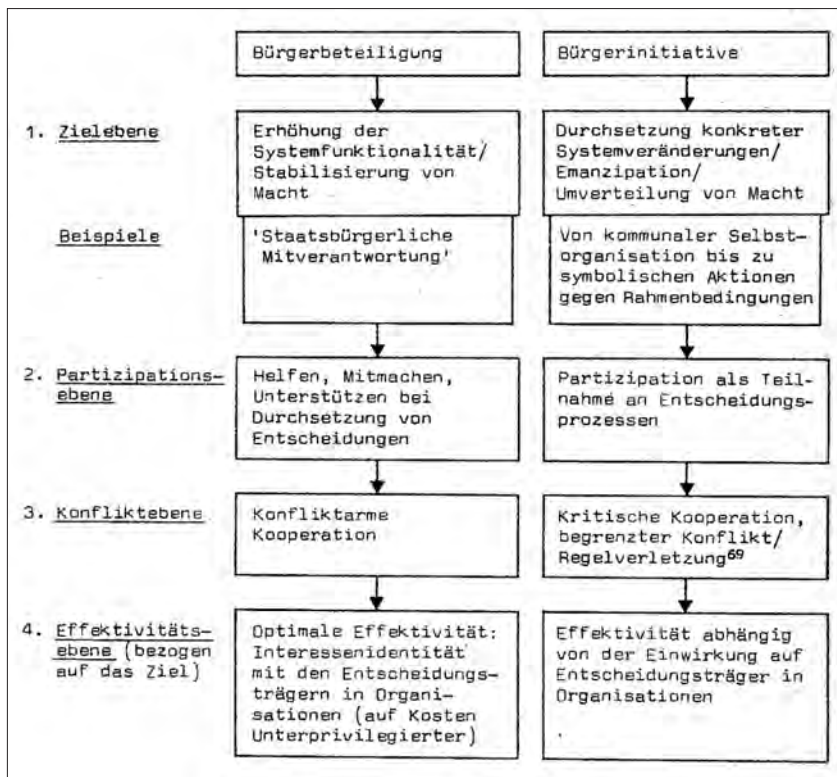 Bürgerbeteiligung
Bürgerinitiative
1. Zielebene
Erhöhung der
Systemfunktionalität/
Stabilisierung von
Macht
Durchsetzung konkreter
Systemveränderungen/
Emanzipation/
Umverteilung von Macht
Beispiele
'Staatsbürgerliche
Mitverantwortung'
Von kommunaler Selbst-
organisation bis zu
symbolischen Aktionen
gegen Rahmenbedingungen
2. Partizipations-
ebene
Helfen, Mitmachen,
Unterstützen bei
Durchsetzung von
Entscheidungen
Partizipation als Teil-
nahme an Entscheidungs-
prozessen
3. Konfliktebene
Konfliktarme
Kooperation
Kritische Kooperation,
begrenzter Konflikt/
Regelverletzung⁶⁹
4. Effektivitäts-
ebene (bezogen
auf das Ziel)
Optimale Effektivität:
Interessenidentität
mit den Entscheidungs-
trägern in Organi-
sationen (auf Kosten
Unterprivilegierter)
Effektivität abhängig
von der Einwirkung auf
Entscheidungsträger in
Organisationen